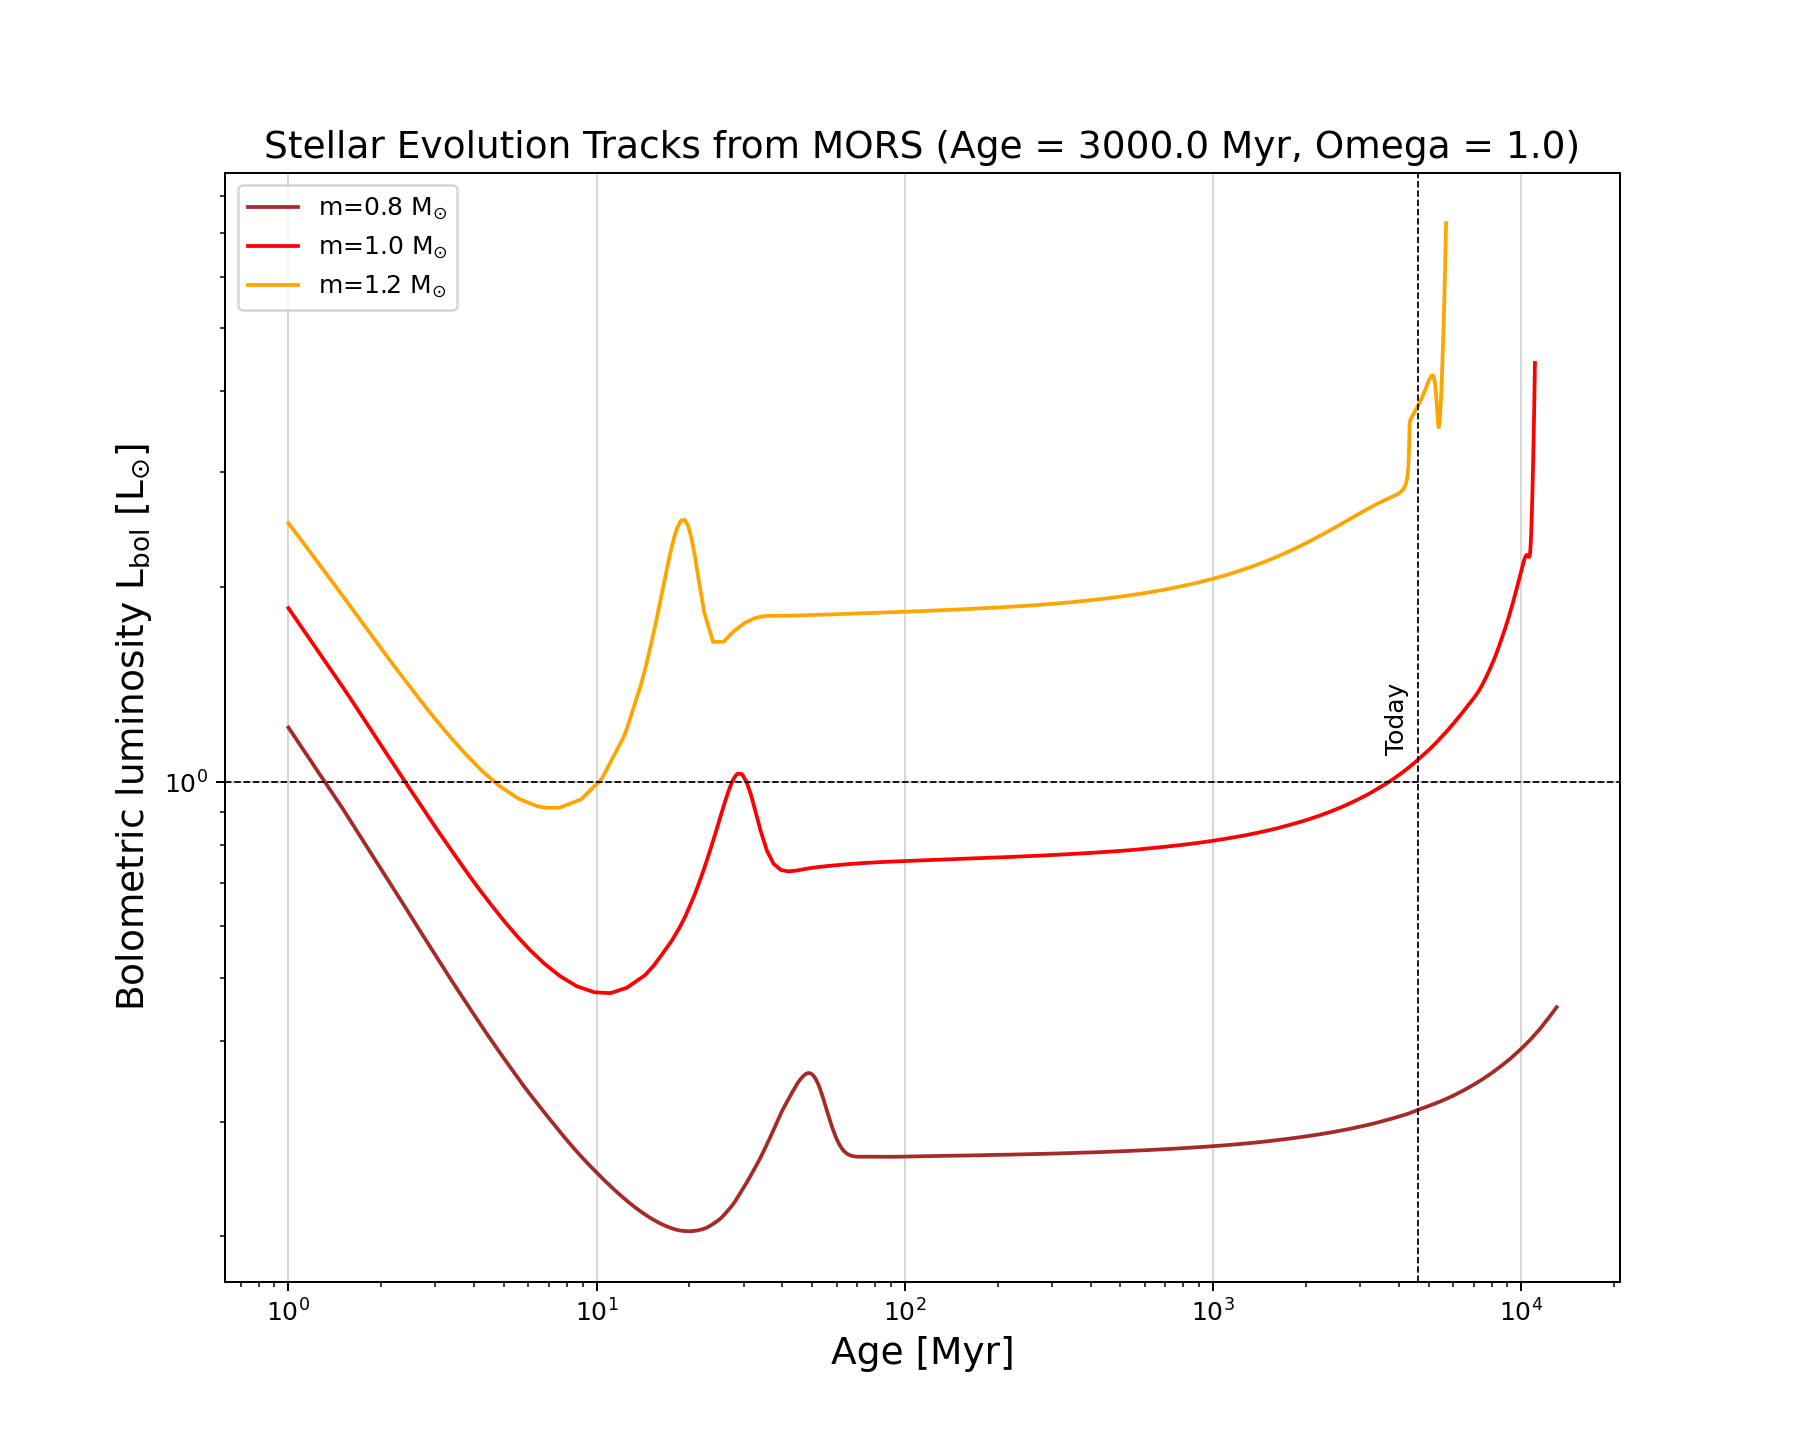 Stellar Evolution Tracks from MORS (Age = 3000.0 Myr, Omega = 1.0)
m=0.8 M☉
m=1.0 M☉
m=1.2 M☉
Bolometric luminosity L_bol [L☉]
Today
10⁰
10⁰ 10¹ 10² 10³ 10⁴
Age [Myr]